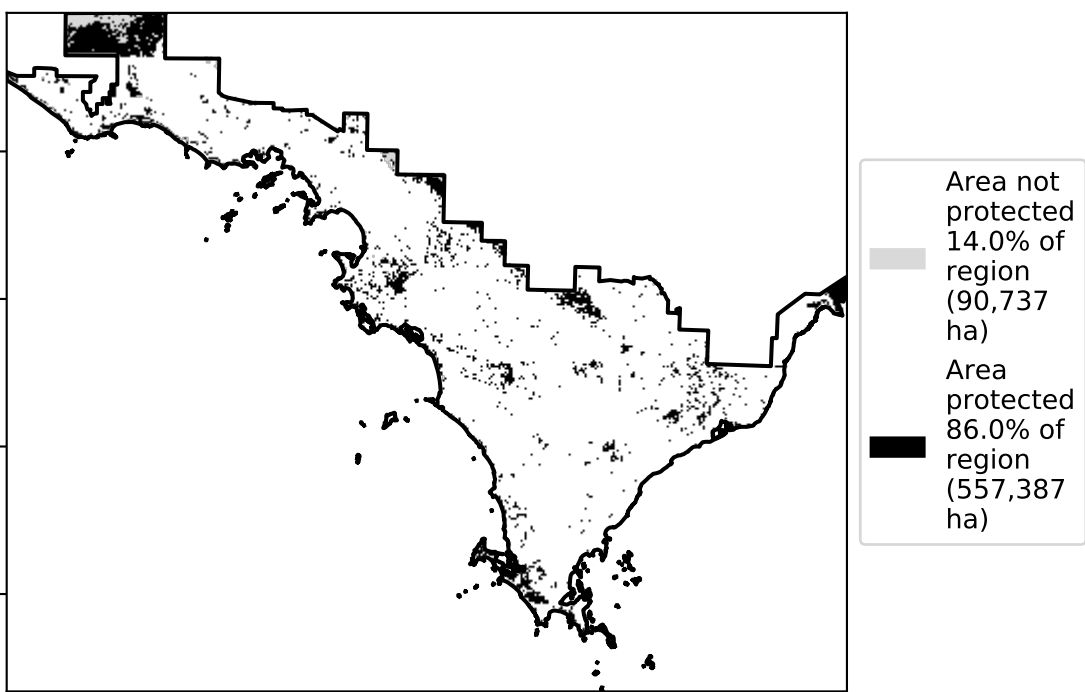 Area not
protected
14.0% of
region
(90,737
ha)
Area
protected
86.0% of
region
(557,387
ha)